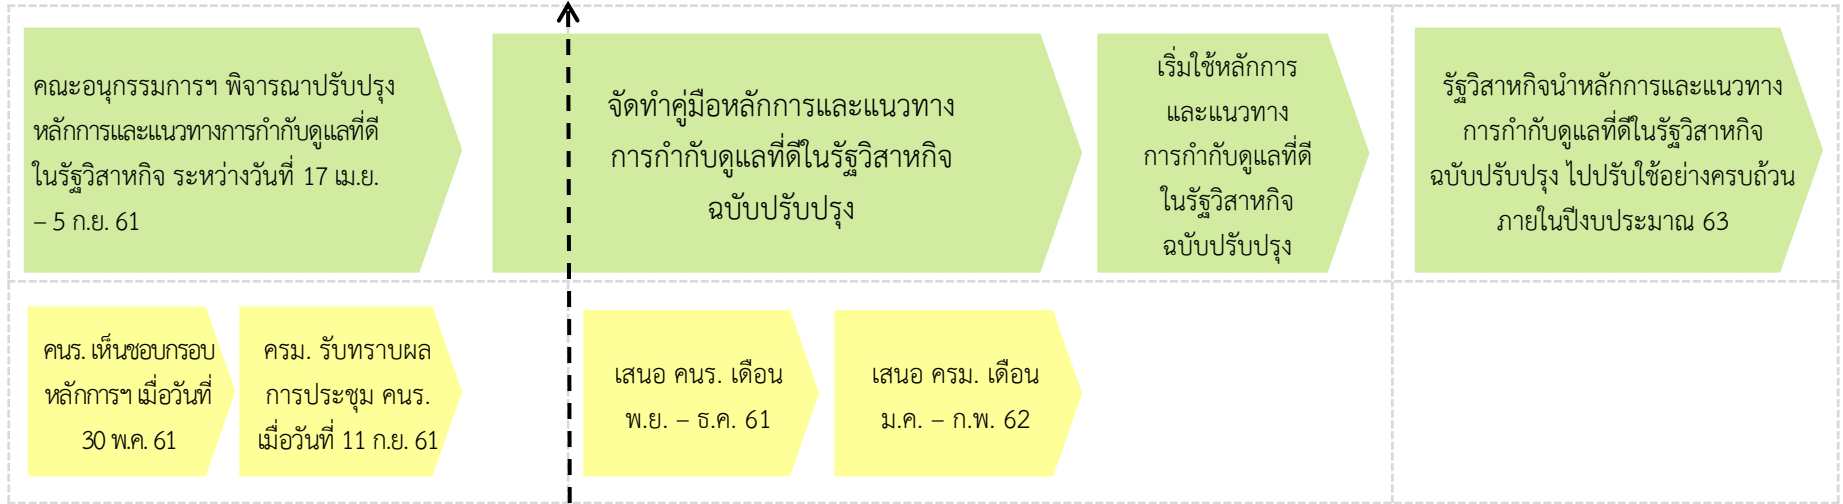 คณะอนุกรรมการฯ พิจารณาปรับปรุง
หลักการและแนวทางการกำกับดูแลที่ดี
ในรัฐวิสาหกิจ ระหว่างวันที่ 17 เม.ย.
– 5 ก.ย. 61
จัดทำคู่มือหลักการและแนวทาง
การกำกับดูแลที่ดีในรัฐวิสาหกิจ
ฉบับปรับปรุง
เริ่มใช้หลักการ
และแนวทาง
การกำกับดูแลที่ดี
ในรัฐวิสาหกิจ
ฉบับปรับปรุง
รัฐวิสาหกิจนำหลักการและแนวทาง
การกำกับดูแลที่ดีในรัฐวิสาหกิจ
ฉบับปรับปรุง ไปปรับใช้อย่างครบถ้วน
ภายในปีงบประมาณ 63
คนร. เห็นชอบกรอบ
หลักการฯ เมื่อวันที่
30 พ.ค. 61
ครม. รับทราบผล
การประชุม คนร.
เมื่อวันที่ 11 ก.ย. 61
เสนอ คนร. เดือน
พ.ย. – ธ.ค. 61
เสนอ ครม. เดือน
ม.ค. – ก.พ. 62